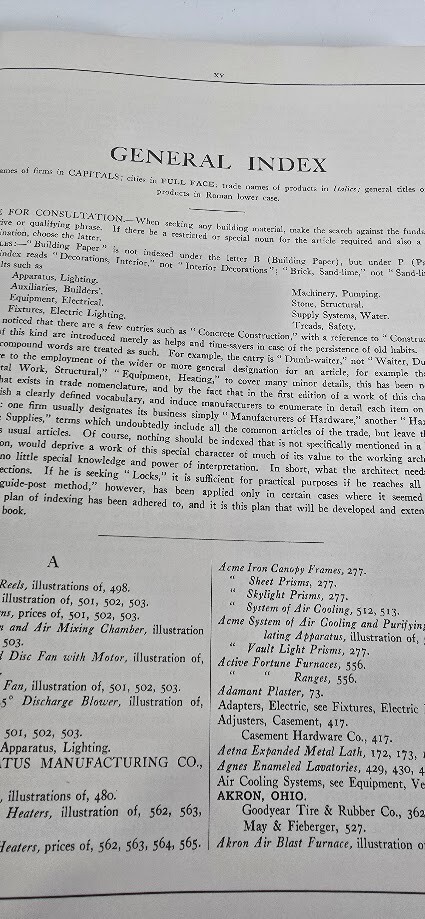 xv
GENERAL INDEX
ames of firms in CAPITALS; cities in FULL FACE; trade names of products in Italics; general titles of
products in Roman lower case.
FOR CONSULTATION.—When seeking any building material, make the search against the funda
ive or qualifying phrase. If there be a restricted or special noun for the article required and also a
ination, choose the latter.
LES:—"Building Paper" is not indexed under the letter B (Building Paper), but under P (Pa
index reads "Decorations, Interior," not "Interior Decorations"; "Brick, Sand-lime," not "Sand-li
lts such as
Apparatus, Lighting.
Auxiliaries, Builders'.
Equipment, Electrical.
Fixtures, Electric Lighting.
Machinery, Pumping.
Stone, Structural.
Supply Systems, Water.
Treads, Safety.
noticed that there are a few entries such as "Concrete Construction," with a reference to "Construc
f this kind are introduced merely as helps and time-savers in case of the persistence of old habits.
compound words are treated as such. For example, the entry is "Dumb-waiter," not "Waiter, Du
e to the employment of the wider or more general designation for an article, for example tha
tal Work, Structural," "Equipment, Heating," to cover many minor details, this has been n
hat exists in trade nomenclature, and by the fact that in the first edition of a work of this cha
ish a clearly defined vocabulary, and induce manufacturers to enumerate in detail each item on
: one firm usually designates its business simply "Manufacturers of Hardware," another "Ha
Supplies," terms which undoubtedly include all the common articles of the trade, but leave th
s usual articles. Of course, nothing should be indexed that is not specifically mentioned in a
on, would deprive a work of this special character of much of its value to the working arch
no little special knowledge and power of interpretation. In short, what the architect need
ections. If he is seeking "Locks," it is sufficient for practical purposes if he reaches all
guide-post method," however, has been applied only in certain cases where it seemed
plan of indexing has been adhered to, and it is this plan that will be developed and exten
book.
A
Reels, illustrations of, 498.
illustration of, 501, 502, 503.
ns, prices of, 501, 502, 503.
n and Air Mixing Chamber, illustration
503.
l Disc Fan with Motor, illustration of,
Fan, illustration of, 501, 502, 503.
5° Discharge Blower, illustration of,
501, 502, 503.
Apparatus, Lighting.
TUS MANUFACTURING CO.,
, illustrations of, 480.
Heaters, illustration of, 562, 563,
Heaters, prices of, 562, 563, 564, 565.
Acme Iron Canopy Frames, 277.
" Sheet Prisms, 277.
" Skylight Prisms, 277.
" System of Air Cooling, 512, 513.
Acme System of Air Cooling and Purifying
lating Apparatus, illustration of,
" Vault Light Prisms, 277.
Active Fortune Furnaces, 556.
" " Ranges, 556.
Adamant Plaster, 73.
Adapters, Electric, see Fixtures, Electric
Adjusters, Casement, 417.
Casement Hardware Co., 417.
Aetna Expanded Metal Lath, 172, 173, 1
Agnes Enameled Lavatories, 429, 430, 4
Air Cooling Systems, see Equipment, Ve
AKRON, OHIO.
Goodyear Tire & Rubber Co., 362
May & Fieberger, 527.
Akron Air Blast Furnace, illustration o